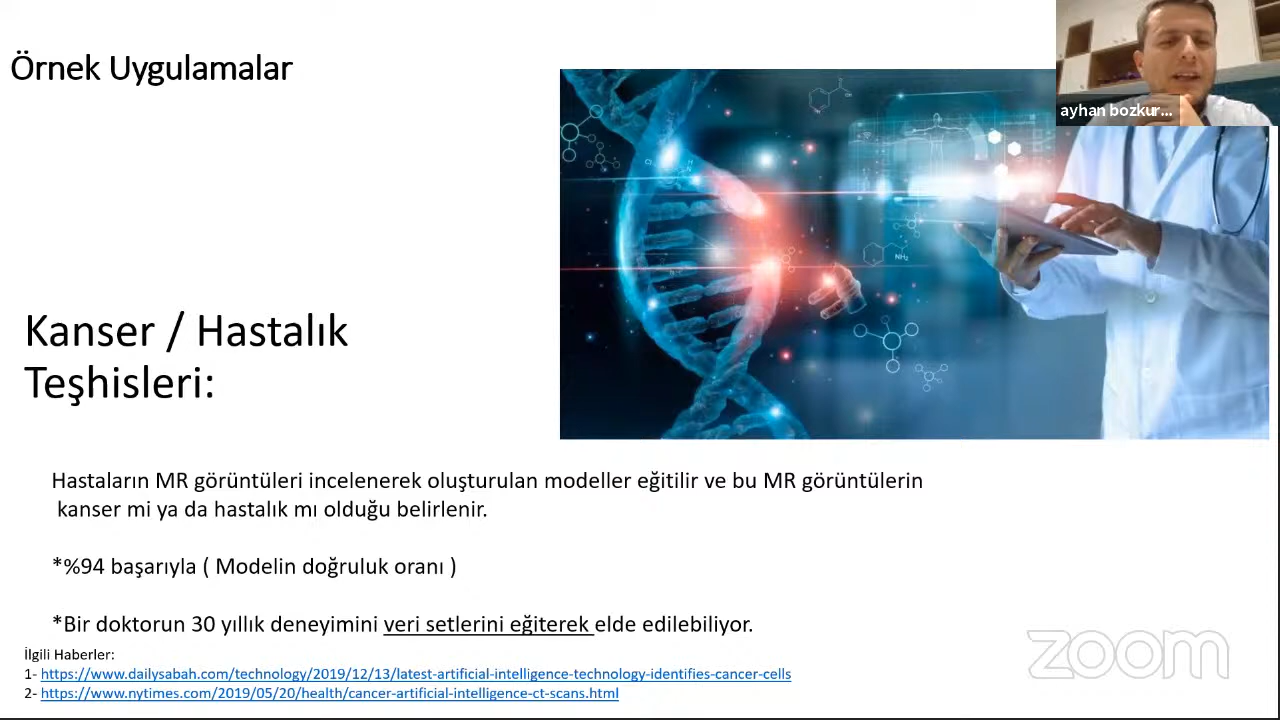 Örnek Uygulamalar
ayhan bozkur...
Kanser / Hastalık
Teşhisleri:
Hastaların MR görüntüleri incelenerek oluşturulan modeller eğitilir ve bu MR görüntülerin
kanser mi ya da hastalık mı olduğu belirlenir.
*%94 başarıyla ( Modelin doğruluk oranı )
*Bir doktorun 30 yıllık deneyimini veri setlerini eğiterek elde edilebiliyor.
İlgili Haberler:
1- https://www.dailysabah.com/technology/2019/12/13/latest-artificial-intelligence-technology-identifies-cancer-cells
2- https://www.nytimes.com/2019/05/20/health/cancer-artificial-intelligence-ct-scans.html
zoom
NH₂